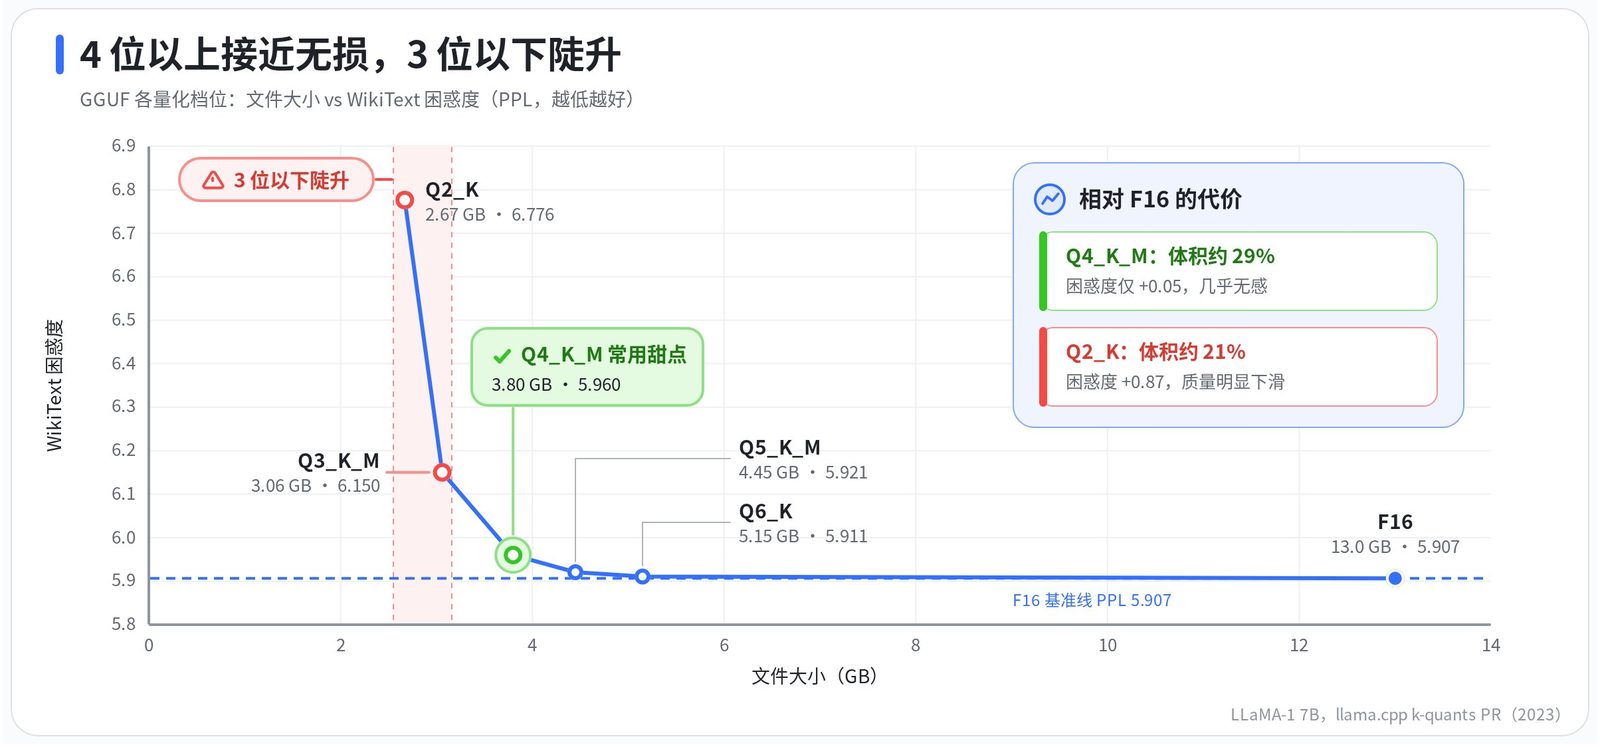 4 位以上接近无损，3 位以下陡升
GGUF 各量化档位：文件大小 vs WikiText 困惑度（PPL，越低越好）
6.9
6.8
6.7
6.6
6.5
6.4
6.3
6.2
6.1
6.0
5.9
5.8
WikiText 困惑度
3 位以下陡升
Q2_K
2.67 GB • 6.776
Q4_K_M 常用甜点
3.80 GB • 5.960
Q3_K_M
3.06 GB • 6.150
Q5_K_M
4.45 GB • 5.921
Q6_K
5.15 GB • 5.911
F16
13.0 GB • 5.907
F16 基准线 PPL 5.907
相对 F16 的代价
Q4_K_M：体积约 29%
困惑度仅 +0.05，几乎无感
Q2_K：体积约 21%
困惑度 +0.87，质量明显下滑
0 2 4 6 8 10 12 14
文件大小（GB）
LLaMA-1 7B，llama.cpp k-quants PR（2023）